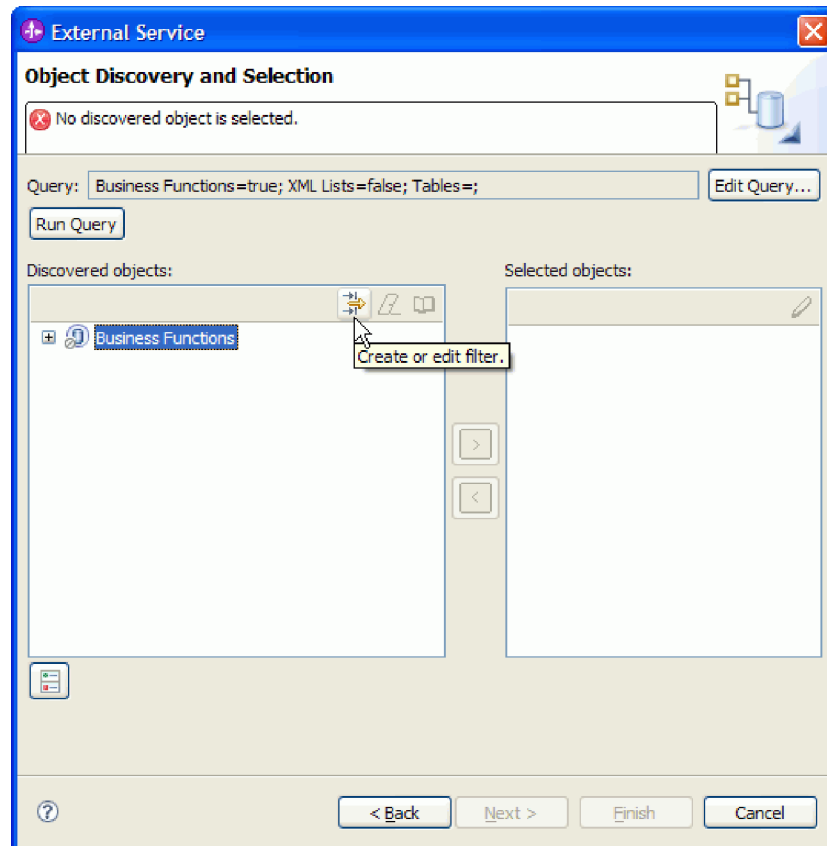 External Service
Object Discovery and Selection
No discovered object is selected.
Query: Business Functions=true; XML Lists=false; Tables=; Edit Query...
Run Query
Discovered objects: Selected objects:
Business Functions
Create or edit filter.
>
<
< Back Next > Finish Cancel